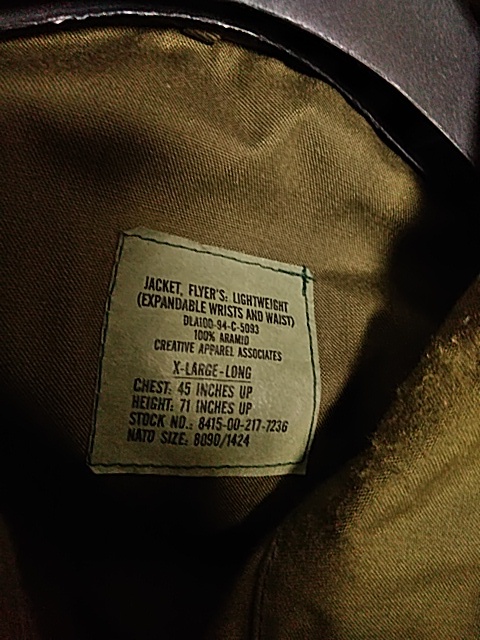 JACKET, FLYER'S: LIGHTWEIGHT
(EXPANDABLE WRISTS AND WAIST)
DLA100-94-C-5093
100% ARAMID
CREATIVE APPAREL ASSOCIATES
X-LARGE-LONG
CHEST: 45 INCHES UP
HEIGHT: 71 INCHES UP
STOCK NO.: 8415-00-217-7236
NATO SIZE: 8090/1424